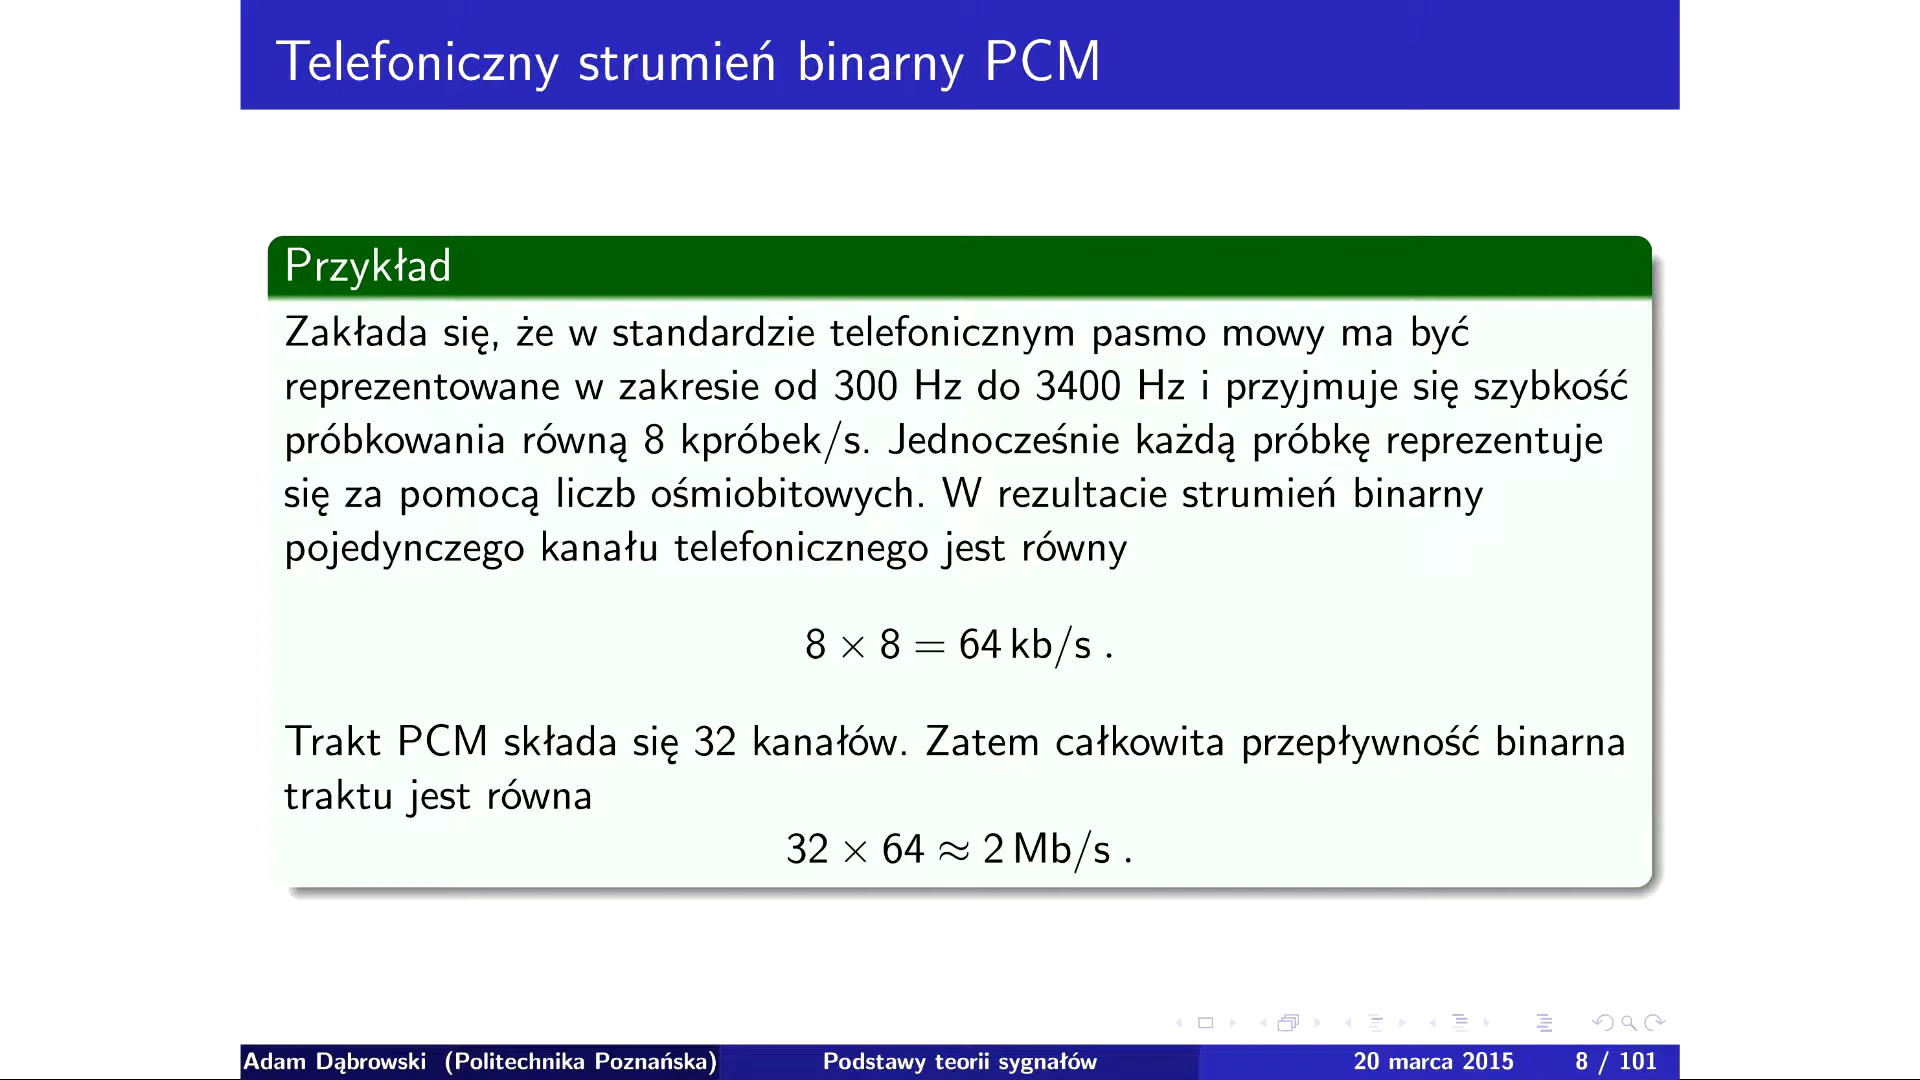 Telefoniczny strumień binarny PCM
Przykład
Zakłada się, że w standardzie telefonicznym pasmo mowy ma być
reprezentowane w zakresie od 300 Hz do 3400 Hz i przyjmuje się szybkość
próbkowania równą 8 kpróbek/s. Jednocześnie każdą próbkę reprezentuje
się za pomocą liczb ośmiobitowych. W rezultacie strumień binarny
pojedynczego kanału telefonicznego jest równy
8 × 8 = 64 kb/s .
Trakt PCM składa się 32 kanałów. Zatem całkowita przepływność binarna
traktu jest równa
32 × 64 ≈ 2 Mb/s .
Adam Dąbrowski (Politechnika Poznańska) Podstawy teorii sygnałów 20 marca 2015 8 / 101